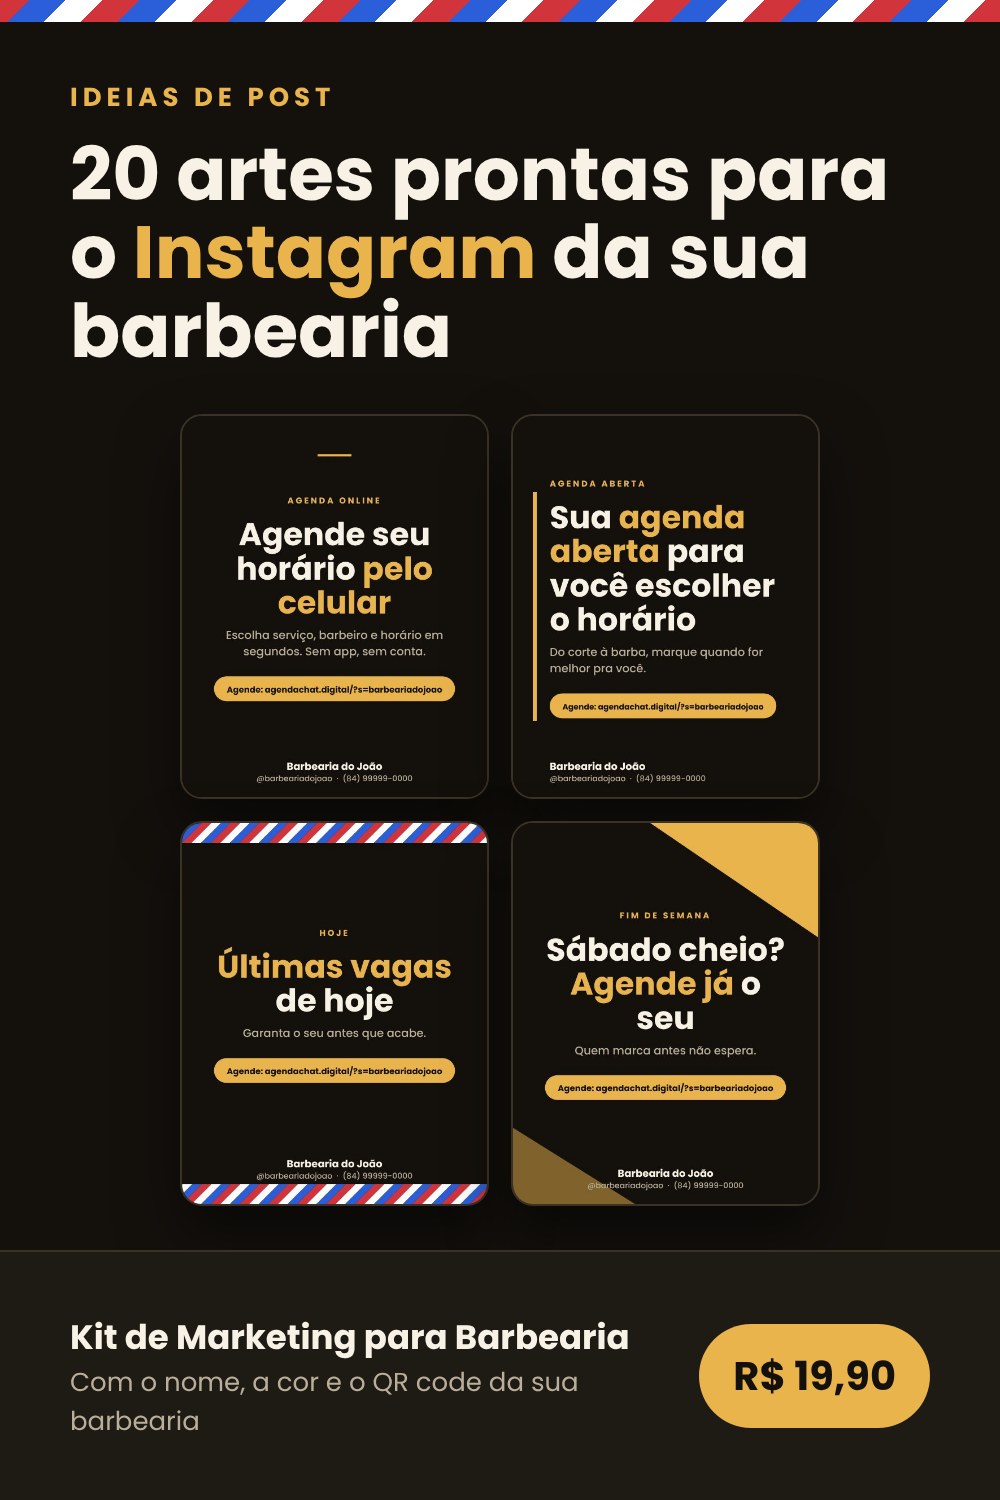 IDEIAS DE POST
20 artes prontas para
o Instagram da sua
barbearia
AGENDA ONLINE
Agende seu
horário pelo
celular
Escolha serviço, barbeiro e horário em
segundos. Sem app, sem conta.
Agende: agendachat.digital/?s=barbeariadojoao
Barbearia do João
@barbeariadojoao · (84) 99999-0000
AGENDA ABERTA
Sua agenda
aberta para
você escolher
o horário
Do corte à barba, marque quando for
melhor pra você.
Agende: agendachat.digital/?s=barbeariadojoao
Barbearia do João
@barbeariadojoao · (84) 99999-0000
HOJE
Últimas vagas
de hoje
Garanta o seu antes que acabe.
Agende: agendachat.digital/?s=barbeariadojoao
Barbearia do João
@barbeariadojoao · (84) 99999-0000
FIM DE SEMANA
Sábado cheio?
Agende já o
seu
Quem marca antes não espera.
Agende: agendachat.digital/?s=barbeariadojoao
Barbearia do João
@barbeariadojoao · (84) 99999-0000
Kit de Marketing para Barbearia
Com o nome, a cor e o QR code da sua
barbearia
R$ 19,90